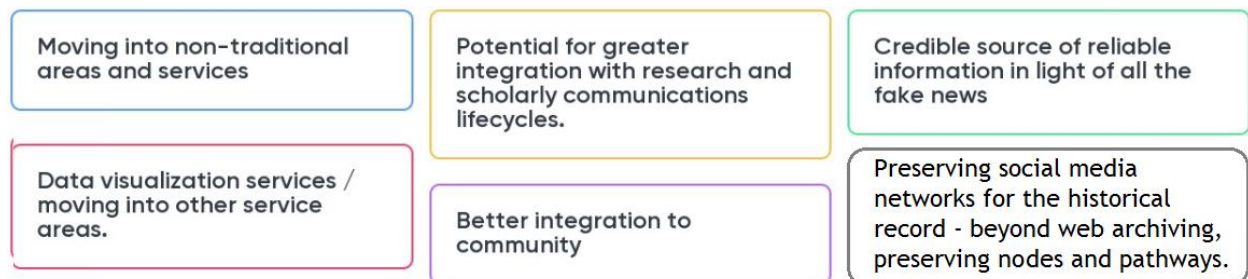 Moving into non-traditional
areas and services
Potential for greater
integration with research and
scholarly communications
lifecycles.
Credible source of reliable
information in light of all the
fake news
Data visualization services /
moving into other service
areas.
Better integration to
community
Preserving social media
networks for the historical
record - beyond web archiving,
preserving nodes and pathways.